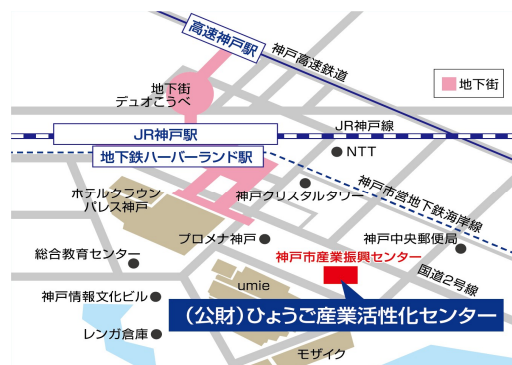 高速神戸駅
神戸高速鉄道
地下街
デュオこうべ
地下街
JR神戸駅
JR神戸線
NTT
地下鉄ハーバーランド駅
神戸市営地下鉄海岸線
ホテルクラウン
パレス神戸
神戸クリスタルタワー
プロメナ神戸
神戸中央郵便局
総合教育センター
神戸市産業振興センター
国道2号線
umie
神戸情報文化ビル
（公財）ひょうご産業活性化センター
レンガ倉庫
モザイク